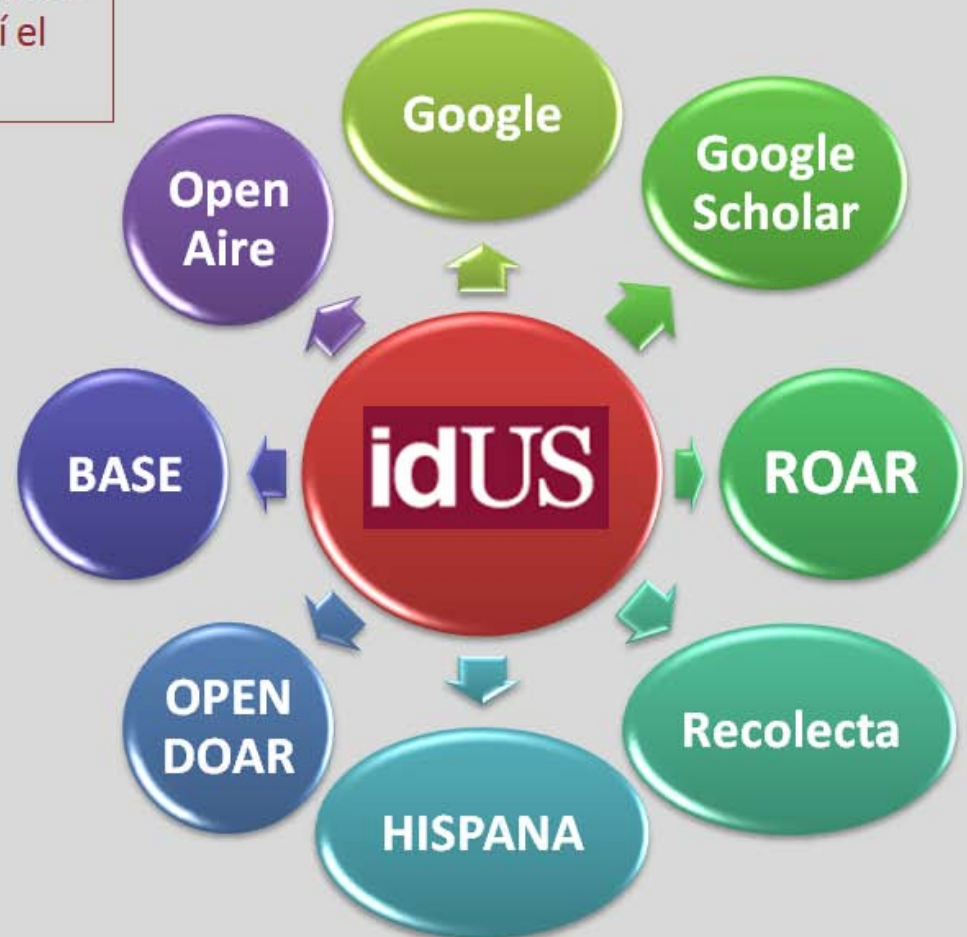 í el
Google
Google
Scholar
ROAR
Recolecta
HISPANA
OPEN
DOAR
BASE
Open
Aire
idUS